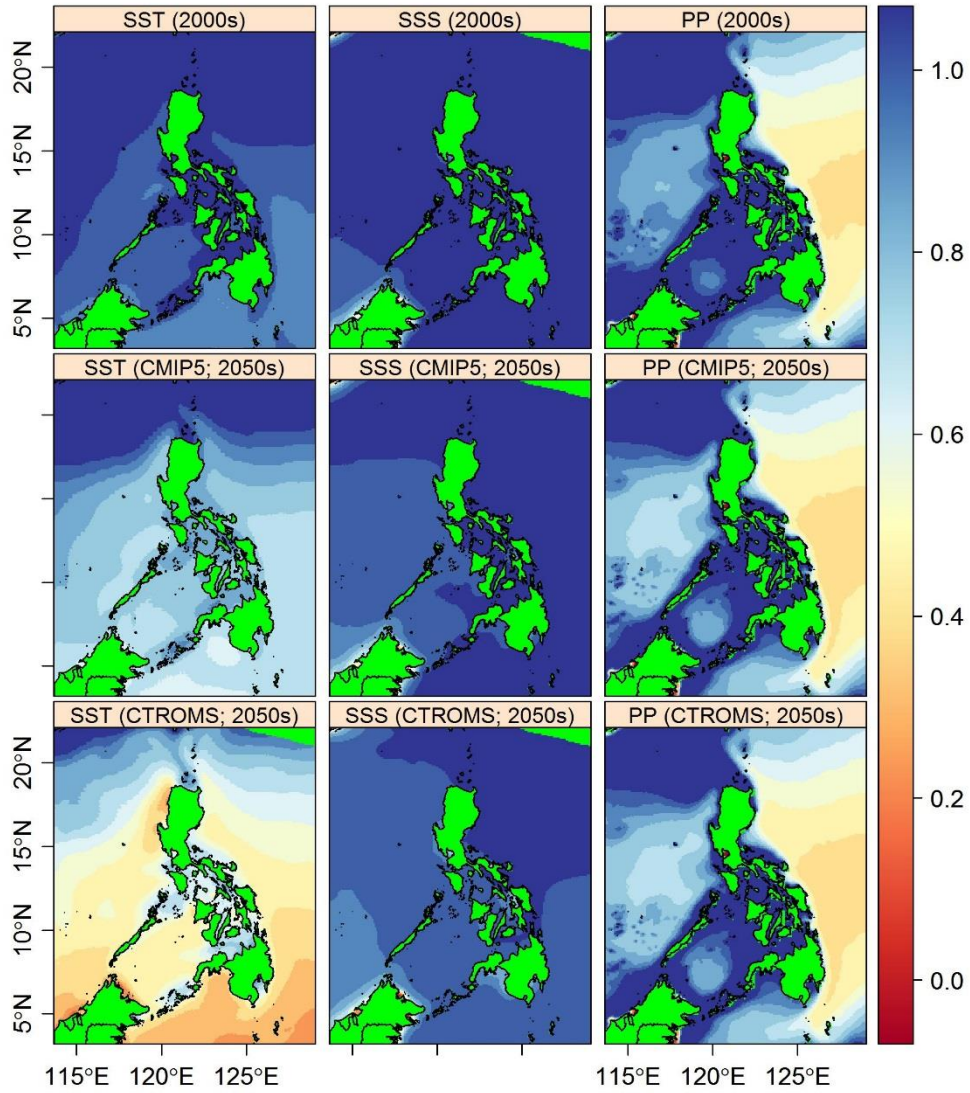 SST (2000s) SSS (2000s) PP (2000s)
20°N
15°N
10°N
5°N
1.0
0.8
SST (CMIP5; 2050s) SSS (CMIP5; 2050s) PP (CMIP5; 2050s)
0.6
0.4
SST (CTROMS; 2050s) SSS (CTROMS; 2050s) PP (CTROMS; 2050s)
20°N
15°N
10°N
5°N
0.2
0.0
115°E 120°E 125°E 115°E 120°E 125°E